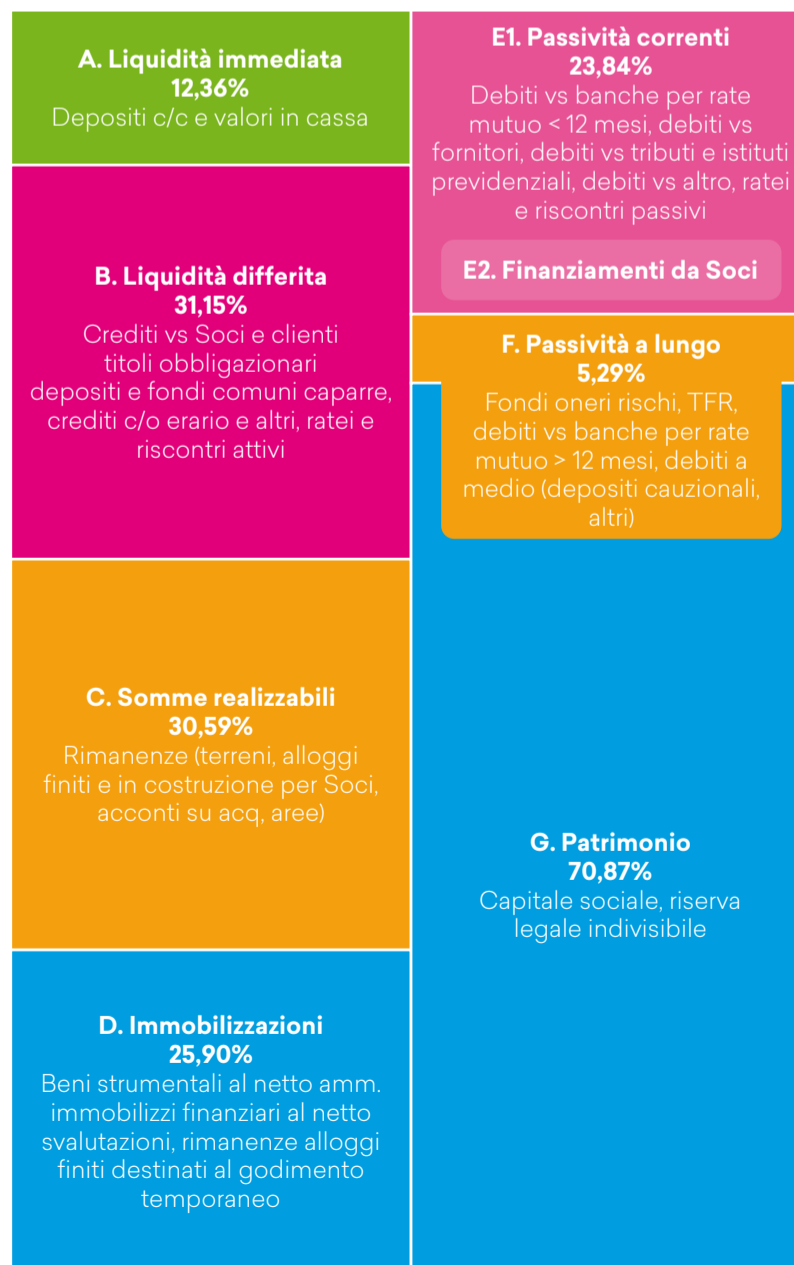 A. Liquidità immediata
12,36%
Depositi c/c e valori in cassa
B. Liquidità differita
31,15%
Crediti vs Soci e clienti
titoli obbligazionari
depositi e fondi comuni caparre,
crediti c/o erario e altri, ratei e
riscontri attivi
C. Somme realizzabili
30,59%
Rimanenze (terreni, alloggi
finiti e in costruzione per Soci,
acconti su acq, aree)
D. Immobilizzazioni
25,90%
Beni strumentali al netto amm.
immobilizzi finanziari al netto
svalutazioni, rimanenze alloggi
finiti destinati al godimento
temporaneo
E1. Passività correnti
23,84%
Debiti vs banche per rate
mutuo < 12 mesi, debiti vs
fornitori, debiti vs tributi e istituti
previdenziali, debiti vs altro, ratei
e riscontri passivi
E2. Finanziamenti da Soci
F. Passività a lungo
5,29%
Fondi oneri rischi, TFR,
debiti vs banche per rate
mutuo > 12 mesi, debiti a
medio (depositi cauzionali,
altri)
G. Patrimonio
70,87%
Capitale sociale, riserva
legale indivisibile